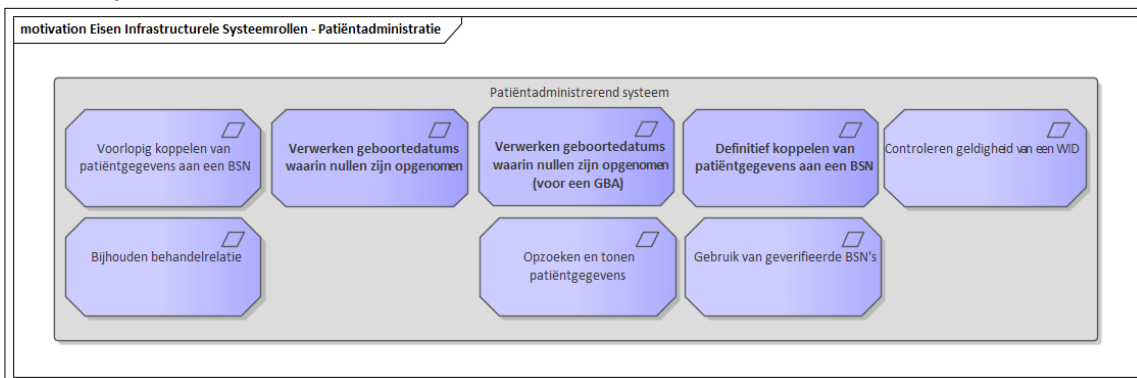 motivation Eisen Infrastructurele Systeemrollen - Patiëntadministratie
Patiëntadministrerend systeem
Voorlopig koppelen van
patiëntgegevens aan een BSN
Verwerken geboortedatums
waarin nullen zijn opgenomen
Verwerken geboortedatums
waarin nullen zijn opgenomen
(voor een GBA)
Definitief koppelen van
patiëntgegevens aan een BSN
Controleren geldigheid van een WID
Bijhouden behandelrelatie
Opzoeken en tonen
patiëntgegevens
Gebruik van geverifieerde BSN's